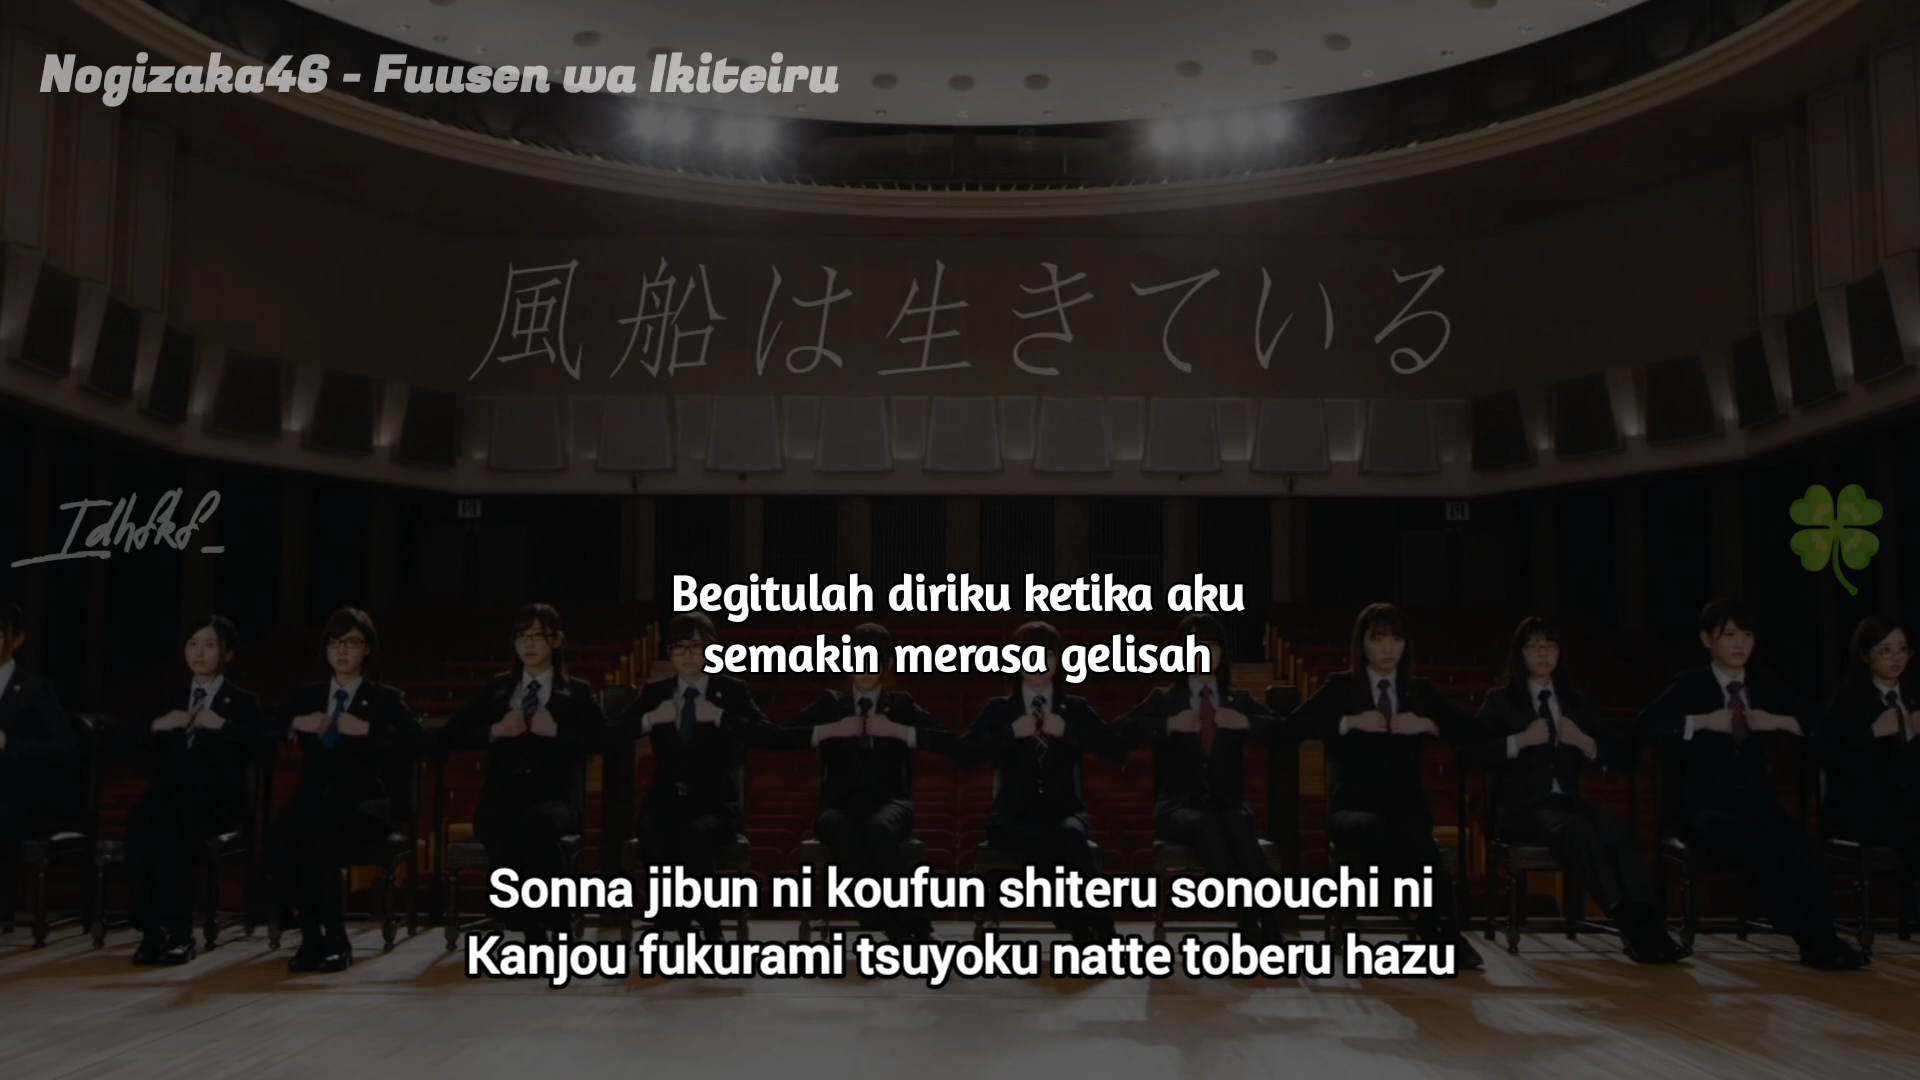 Nogizaka46 - Fuusen wa Ikiteiru
風船は生きている
Idhfkf_
Begitulah diriku ketika aku
semakin merasa gelisah
Sonna jibun ni koufun shiteru sonouchi ni
Kanjou fukurami tsuyoku natte toberu hazu